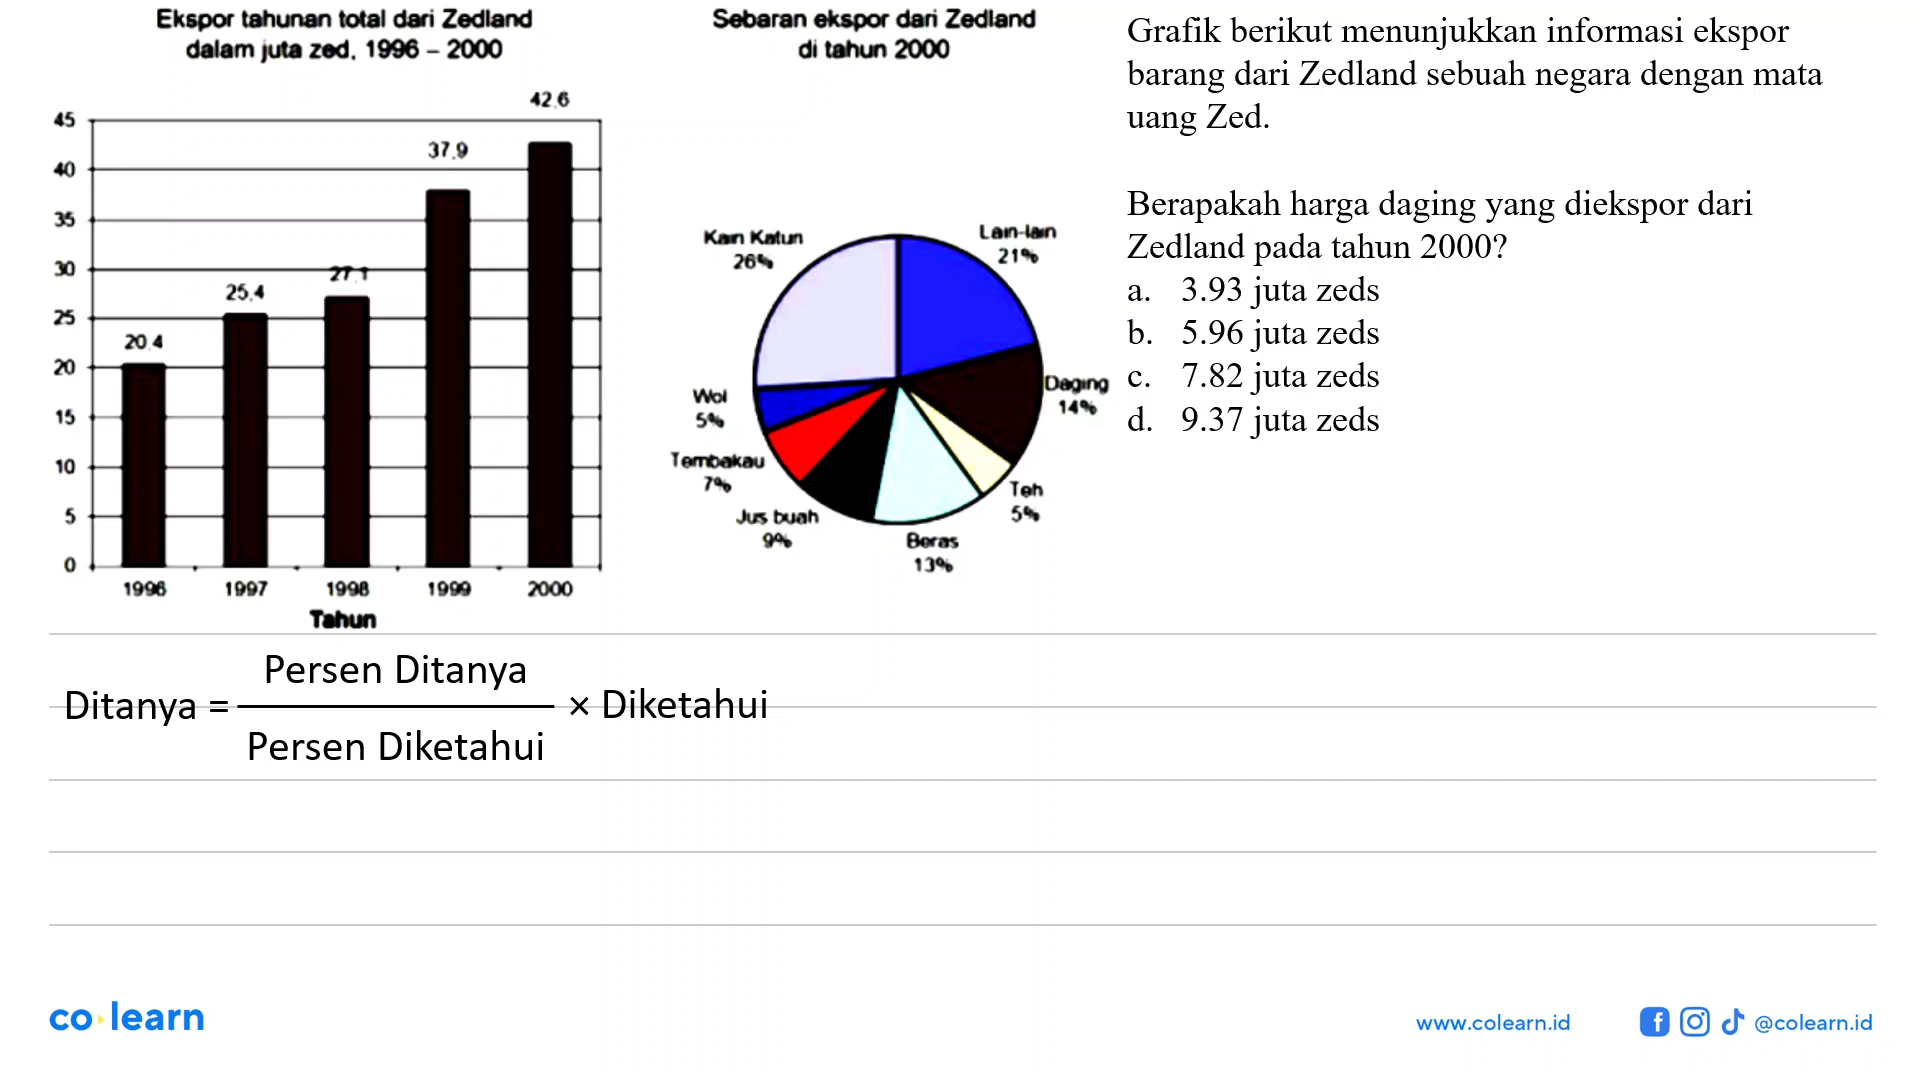 Ekspor tahunan total dari Zedland
dalam juta zed, 1996 – 2000
45
40
35
30
25
20
15
10
5
0
20.4
25.4
27.1
37.9
42.6
1996
1997
1998
1999
2000
Tahun
Sebaran ekspor dari Zedland
di tahun 2000
Kain Katun
26%
Lain-lain
21%
Daging
14%
Teh
5%
Beras
13%
Jus buah
9%
Tembakau
7%
Wol
5%
Grafik berikut menunjukkan informasi ekspor
barang dari Zedland sebuah negara dengan mata
uang Zed.
Berapakah harga daging yang diekspor dari
Zedland pada tahun 2000?
a. 3.93 juta zeds
b. 5.96 juta zeds
c. 7.82 juta zeds
d. 9.37 juta zeds
Persen Ditanya
Ditanya = × Diketahui
Persen Diketahui
co learn
www.colearn.id
@colearn.id